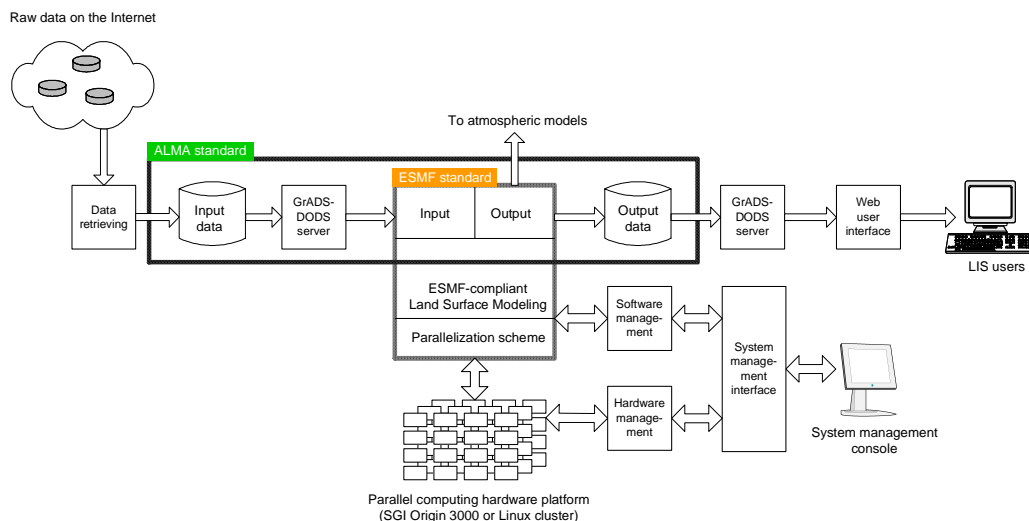 Raw data on the Internet
To atmospheric models
ALMA standard
ESMF standard
Data
retrieving
Input
data
GrADS-
DODS
server
Input
Output
Output
data
GrADS-
DODS
server
Web
user
interface
LIS users
ESMF-compliant
Land Surface Modeling
Parallelization scheme
Software
manage-
ment
System
manage-
ment
interface
Hardware
manage-
ment
System management
console
Parallel computing hardware platform
(SGI Origin 3000 or Linux cluster)